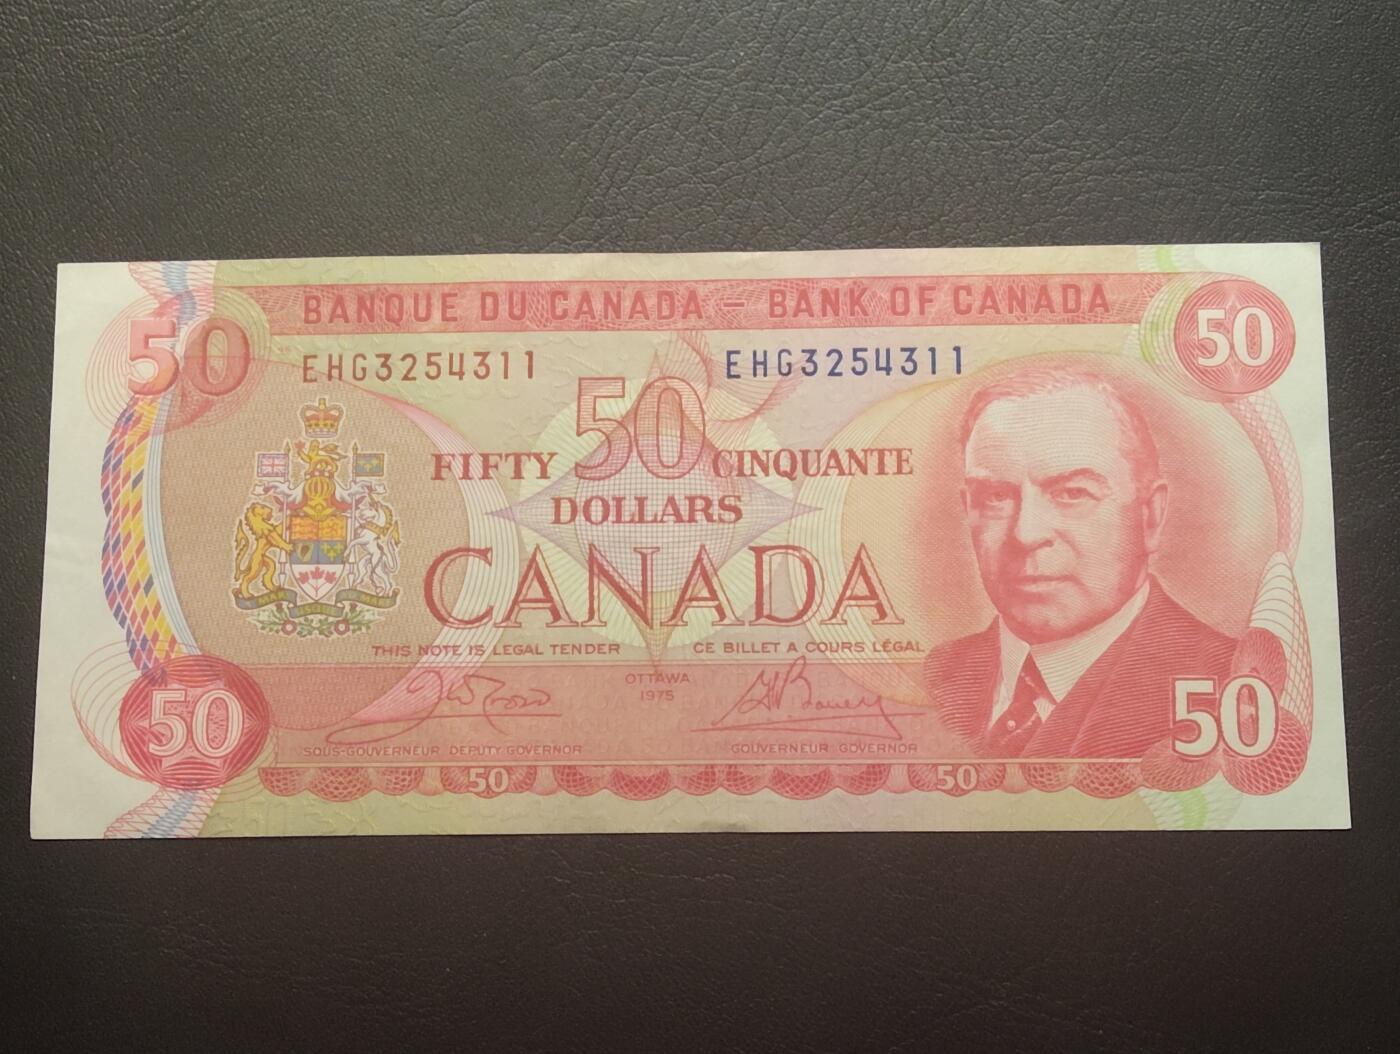 BANQUE DU CANADA – BANK OF CANADA
50
50
EHG3254311
EHG3254311
50
FIFTY
CINQUANTE
DOLLARS
CANADA
THIS NOTE IS LEGAL TENDER
CE BILLET A COURS LÉGAL
OTTAWA
1975
SOUS-GOUVERNEUR DEPUTY GOVERNOR
GOUVERNEUR GOVERNOR
50
50
50
50